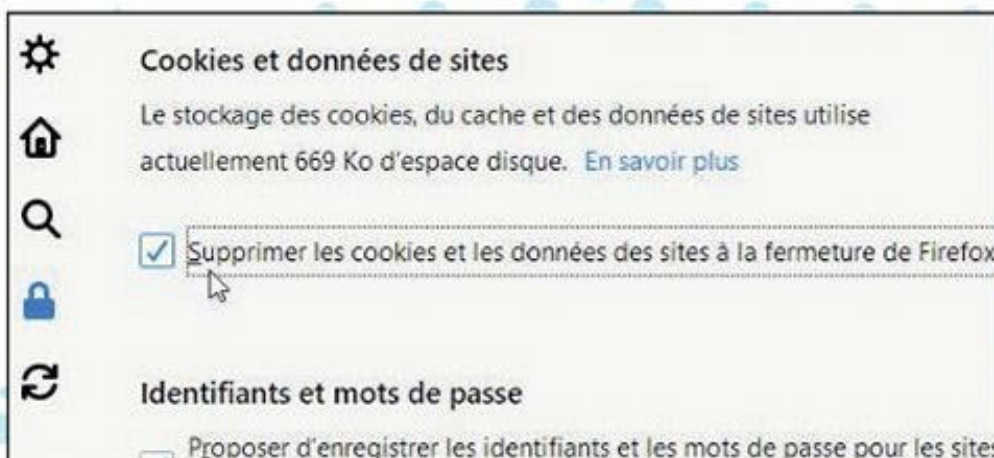 Cookies et données de sites
Le stockage des cookies, du cache et des données de sites utilise
actuellement 669 Ko d'espace disque. En savoir plus
Supprimer les cookies et les données des sites à la fermeture de Firefox
Identifiants et mots de passe
Proposer d'enregistrer les identifiants et les mots de passe pour les sites